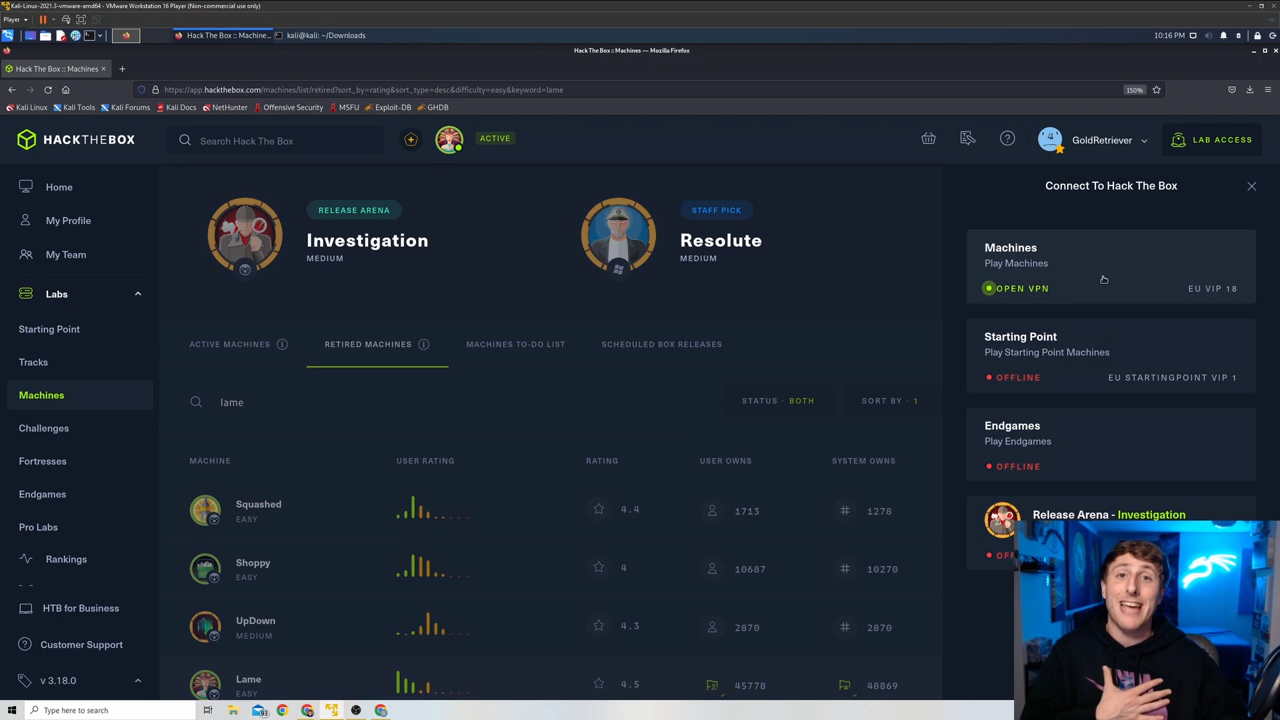 Kali-Linux-2021.3-vmware-amd64 - VMware Workstation 16 Player (Non-commercial use only)
Player
Hack The Box :: Machine...
kali@kali: ~/Downloads
10:16 PM
Hack The Box :: Machines — Mozilla Firefox
Hack The Box :: Machines
https://app.hackthebox.com/machines/list/retired?sort_by=rating&sort_type=desc&difficulty=easy&keyword=lame
150%
Kali Linux
Kali Tools
Kali Forums
Kali Docs
NetHunter
Offensive Security
MSFU
Exploit-DB
GHDB
HACKTHEBOX
Search Hack The Box
ACTIVE
GoldRetriever
LAB ACCESS
Home
My Profile
My Team
Labs
Starting Point
Tracks
Machines
Challenges
Fortresses
Endgames
Pro Labs
Rankings
HTB for Business
Customer Support
v 3.18.0
RELEASE ARENA
Investigation
MEDIUM
STAFF PICK
Resolute
MEDIUM
ACTIVE MACHINES
RETIRED MACHINES
MACHINES TO-DO LIST
SCHEDULED BOX RELEASES
lame
STATUS · BOTH
SORT BY · 1
MACHINE
USER RATING
RATING
USER OWNS
SYSTEM OWNS
Squashed
EASY
4.4
1713
1278
Shoppy
EASY
4
10687
10270
UpDown
MEDIUM
4.3
2870
2870
Lame
EASY
4.5
45778
48869
Connect To Hack The Box
Machines
Play Machines
OPEN VPN
EU VIP 18
Starting Point
Play Starting Point Machines
OFFLINE
EU STARTINGPOINT VIP 1
Endgames
Play Endgames
OFFLINE
Release Arena - Investigation
Type here to search
93